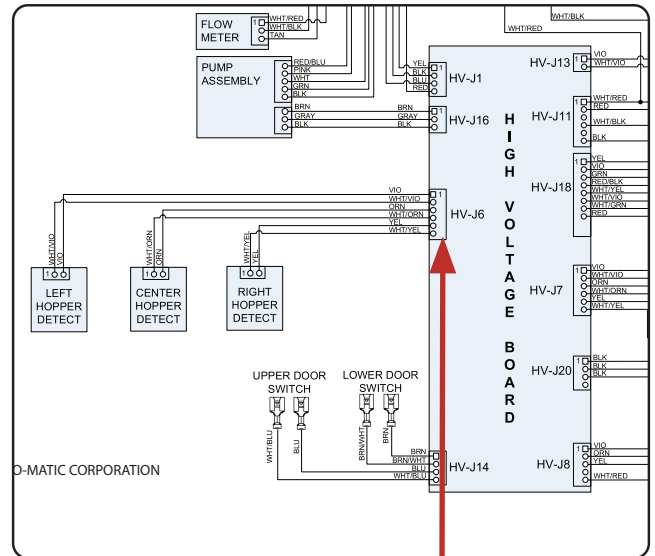 WHT/BLK
WHT/RED
FLOW
METER
1
WHT/RED
WHT/BLK
TAN
PUMP
ASSEMBLY
RED/BLU
PINK
WHT
GRN
BLK
BRN
GRAY
BLK
BRN
GRAY
BLK
YEL
BLK
BLU
RED
1
HV-J1
1
HV-J16
VIO
WHT/VIO
ORN
WHT/ORN
YEL
WHT/YEL
1
HV-J6
WHT/VIO
VIO
1
LEFT
HOPPER
DETECT
WHT/ORN
ORN
1
CENTER
HOPPER
DETECT
WHT/YEL
YEL
1
RIGHT
HOPPER
DETECT
UPPER DOOR
SWITCH
LOWER DOOR
SWITCH
WHT/BLU
BLU
BRN/WHT
BRN
BRN
BRN/WHT
BLU
WHT/BLU
1
HV-J14
HIGH VOLTAGE BOARD
HV-J13
1
VIO
WHT/VIO
HV-J11
1
WHT/RED
RED
WHT/BLK
BLK
HV-J18
1
YEL
VIO
GRN
RED/BLK
WHT/YEL
WHT/VIO
WHT/GRN
RED
HV-J7
1
VIO
WHT/VIO
ORN
WHT/ORN
YEL
WHT/YEL
HV-J20
1
BLK
BLK
BLK
HV-J8
1
VIO
ORN
YEL
WHT/RED
O-MATIC CORPORATION